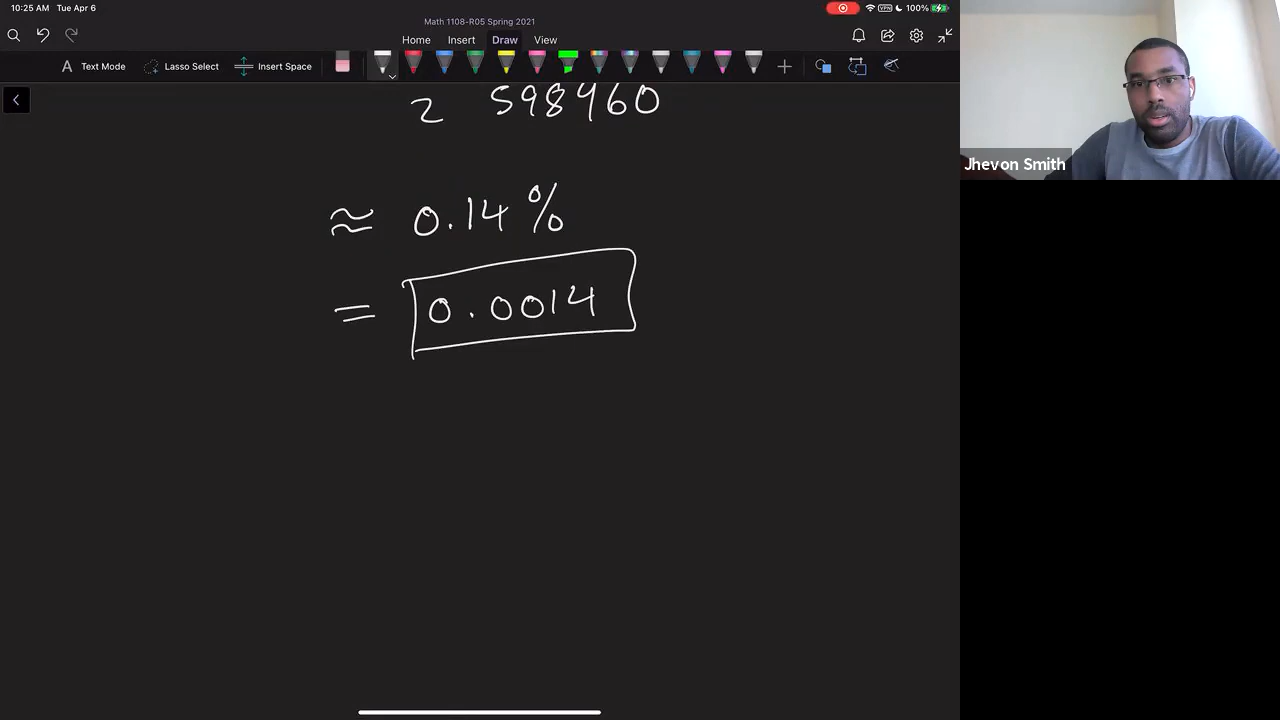 10:25 AM Tue Apr 6
VPN 100%
Math 1108-R05 Spring 2021
Home Insert Draw View
Text Mode Lasso Select Insert Space
2 598960
≈ 0.14%
= 0.0014
Jhevon Smith